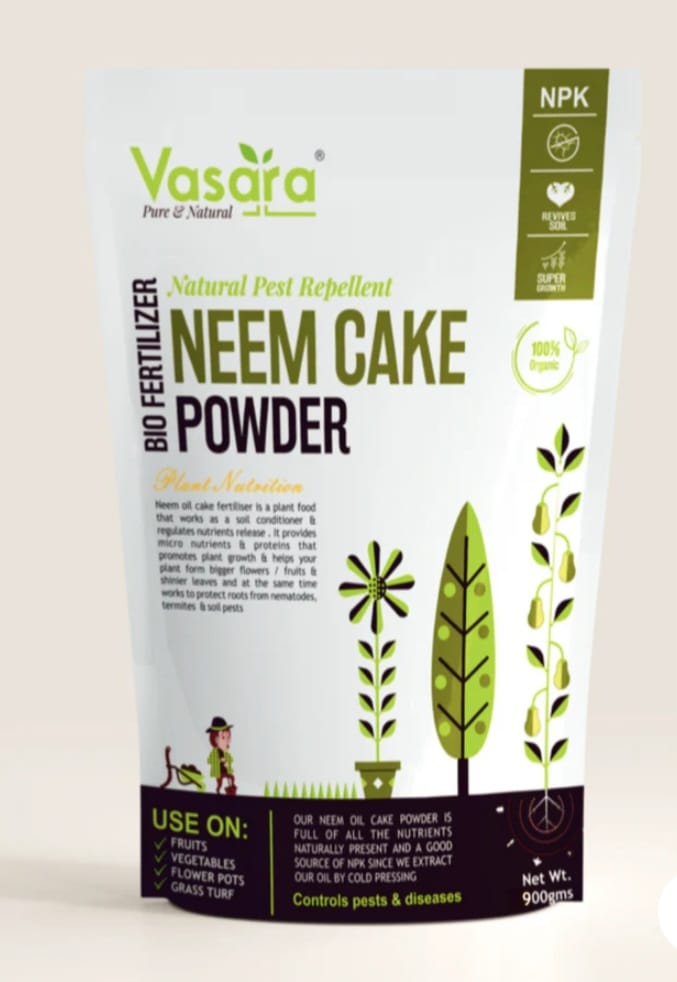 Vasara®
Pure & Natural
NPK
REVIVES
SOIL
SUPER
GROWTH
100%
Organic
BIO FERTILIZER
Natural Pest Repellent
NEEM CAKE
POWDER
Plant Nutrition
Neem oil cake fertiliser is a plant food
that works as a soil conditioner &
regulates nutrients release . It provides
micro nutrients & proteins that
promotes plant growth & helps your
plant form bigger flowers / fruits &
shinier leaves and at the same time
works to protect roots from nematodes,
termites & soil pests
USE ON:
✓ FRUITS
✓ VEGETABLES
✓ FLOWER POTS
✓ GRASS TURF
OUR NEEM OIL CAKE POWDER IS
FULL OF ALL THE NUTRIENTS
NATURALLY PRESENT AND A GOOD
SOURCE OF NPK SINCE WE EXTRACT
OUR OIL BY COLD PRESSING
Controls pests & diseases
Net Wt.
900gms